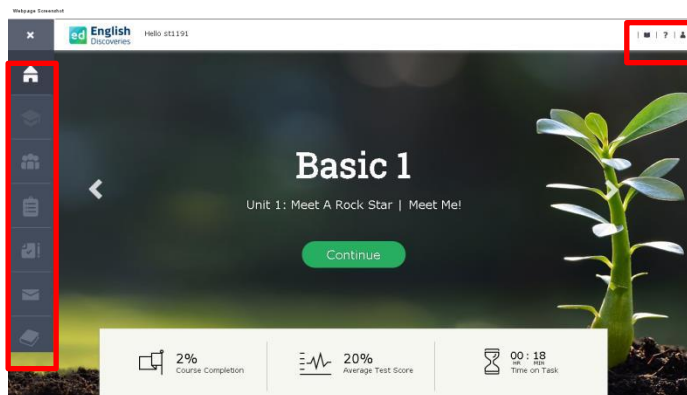 Webpage Screenshot
ed English Discoveries
Hello st1191
| ? |
Basic 1
Unit 1: Meet A Rock Star | Meet Me!
Continue
2%
Course Completion
20%
Average Test Score
00 : 18
HR MIN
Time on Task